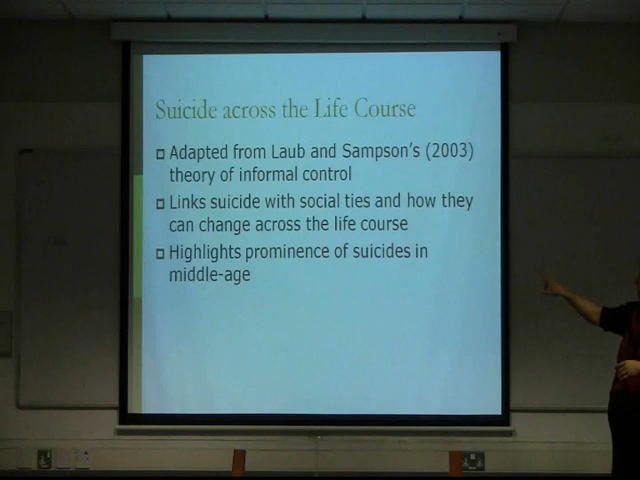 Suicide across the Life Course
Adapted from Laub and Sampson's (2003)
theory of informal control
Links suicide with social ties and how they
can change across the life course
Highlights prominence of suicides in
middle-age